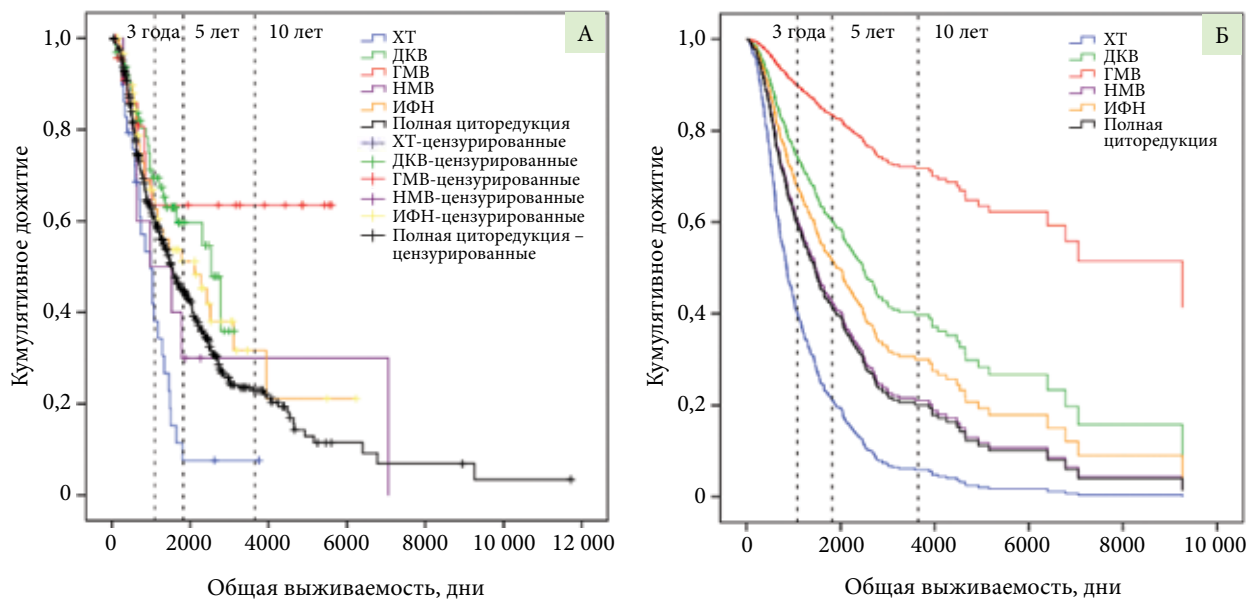 А
3 года 5 лет 10 лет
1,0
0,8
0,6
0,4
0,2
0
Кумулятивное дожитие
ХТ
ДКВ
ГМВ
НМВ
ИФН
Полная циторедукция
ХТ-цензурированные
ДКВ-цензурированные
ГМВ-цензурированные
НМВ-цензурированные
ИФН-цензурированные
Полная циторедукция –
цензурированные
0 2000 4000 6000 8000 10 000 12 000
Общая выживаемость, дни
Б
3 года 5 лет 10 лет
1,0
0,8
0,6
0,4
0,2
0
Кумулятивное дожитие
ХТ
ДКВ
ГМВ
НМВ
ИФН
Полная
циторедукция
0 2000 4000 6000 8000 10 000
Общая выживаемость, дни